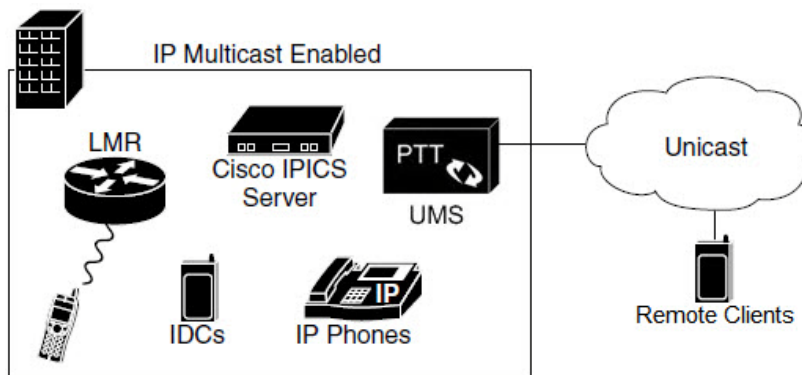 IP Multicast Enabled
LMR
Cisco IPICS
Server
PTT
UMS
Unicast
IDCs
IP
IP Phones
Remote Clients